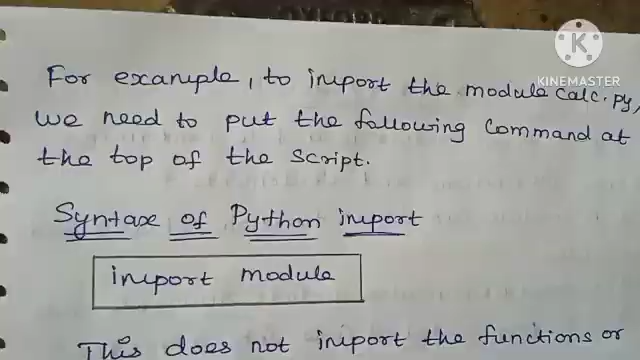 KINEMASTER
For example, to import the module calc.py,
we need to put the following command at
the top of the script.
Syntax of Python import
import module
This does not import the functions or